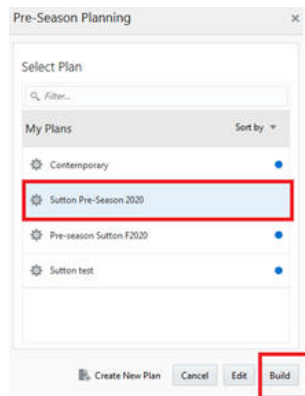 Pre-Season Planning ×
Select Plan
Filter...
My Plans Sort by
Contemporary
Sutton Pre-Season 2020
Pre-season Sutton F2020
Sutton test
Create New Plan Cancel Edit Build